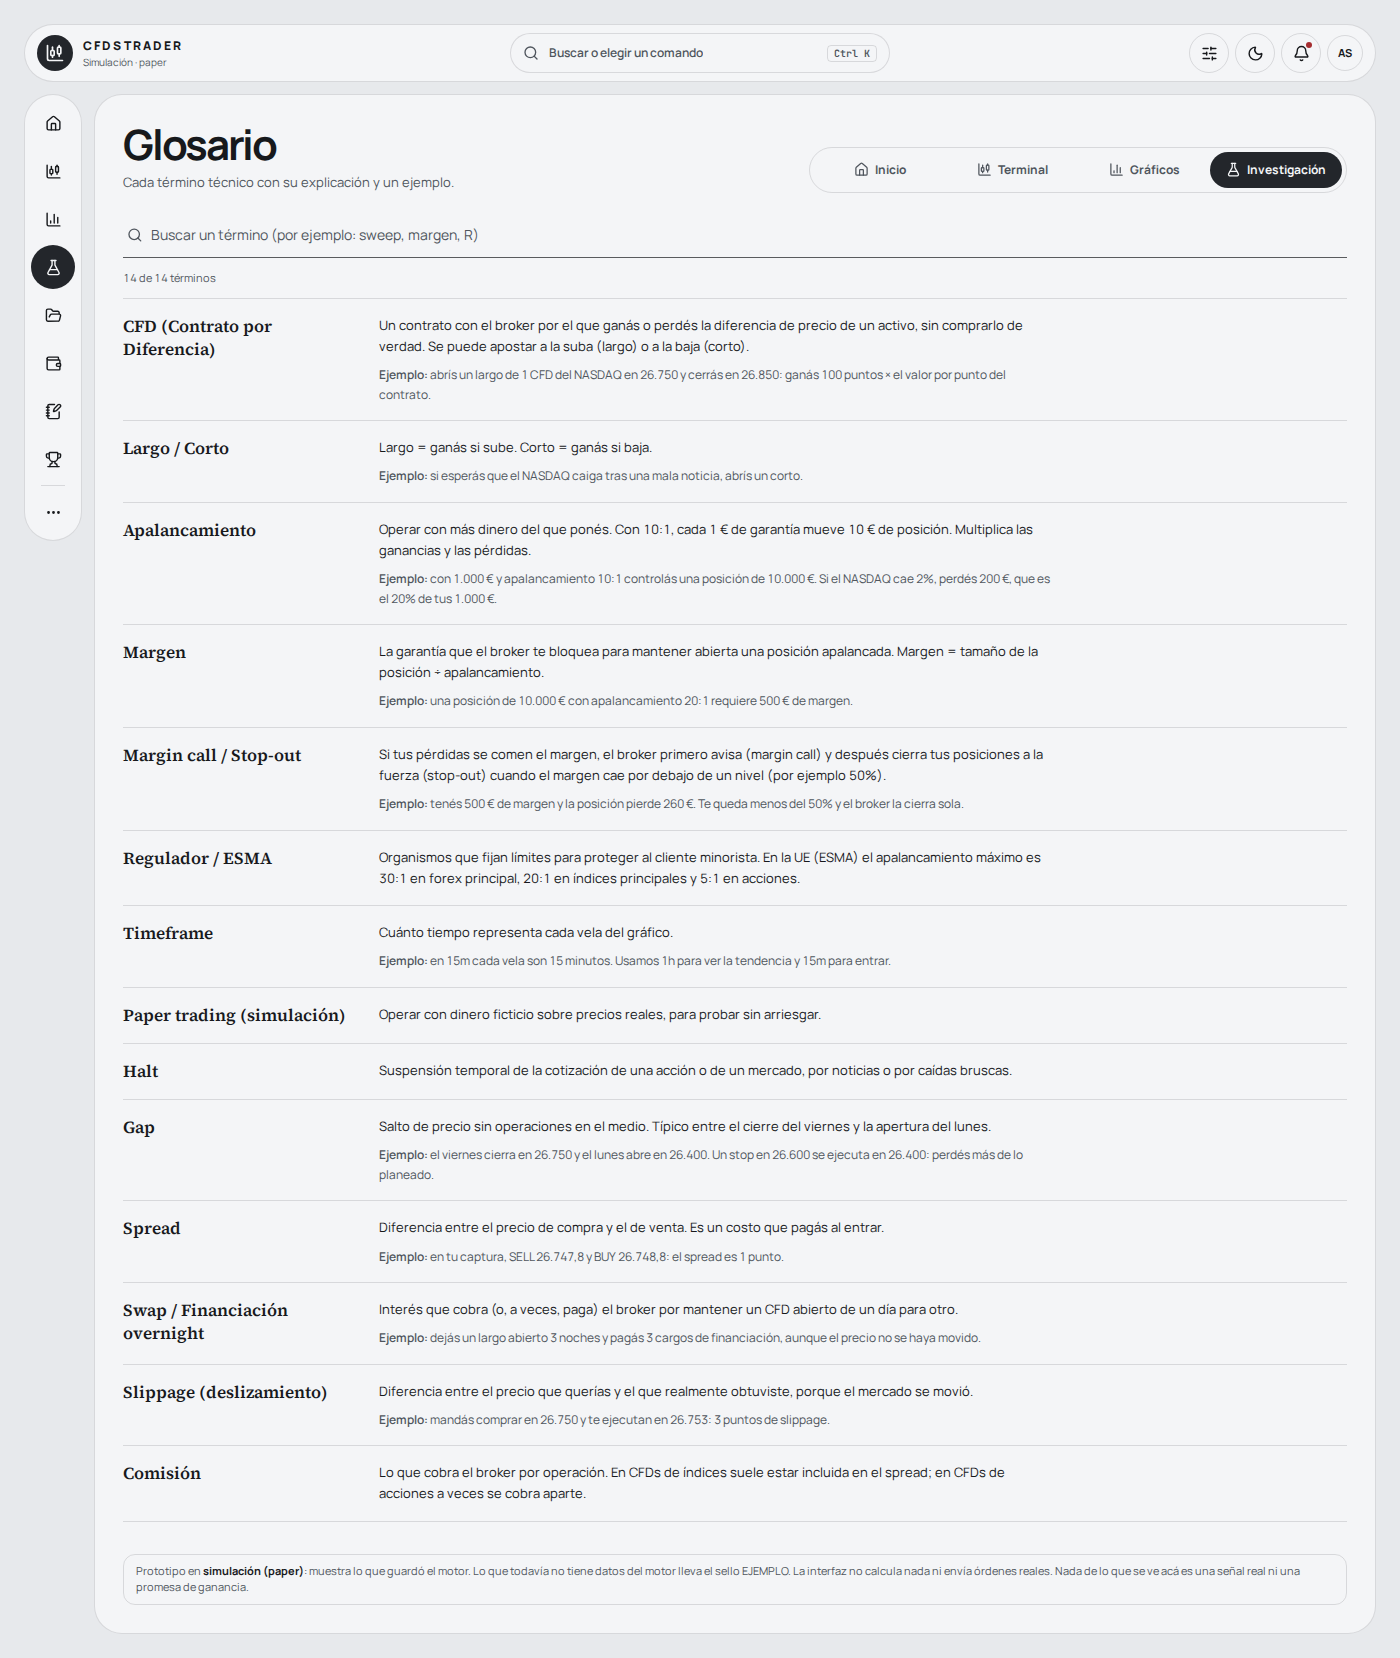 CFDSTRADER
Simulación · paper
Buscar o elegir un comando
Ctrl K
AS
Glosario
Cada término técnico con su explicación y un ejemplo.
Inicio
Terminal
Gráficos
Investigación
Buscar un término (por ejemplo: sweep, margen, R)
14 de 14 términos
CFD (Contrato por
Diferencia)
Un contrato con el broker por el que ganás o perdés la diferencia de precio de un activo, sin comprarlo de
verdad. Se puede apostar a la suba (largo) o a la baja (corto).
Ejemplo: abrís un largo de 1 CFD del NASDAQ en 26.750 y cerrás en 26.850: ganás 100 puntos × el valor por punto del
contrato.
Largo / Corto
Largo = ganás si sube. Corto = ganás si baja.
Ejemplo: si esperás que el NASDAQ caiga tras una mala noticia, abrís un corto.
Apalancamiento
Operar con más dinero del que ponés. Con 10:1, cada 1 € de garantía mueve 10 € de posición. Multiplica las
ganancias y las pérdidas.
Ejemplo: con 1.000 € y apalancamiento 10:1 controlás una posición de 10.000 €. Si el NASDAQ cae 2%, perdés 200 €, que es
el 20% de tus 1.000 €.
Margen
La garantía que el broker te bloquea para mantener abierta una posición apalancada. Margen = tamaño de la
posición ÷ apalancamiento.
Ejemplo: una posición de 10.000 € con apalancamiento 20:1 requiere 500 € de margen.
Margin call / Stop-out
Si tus pérdidas se comen el margen, el broker primero avisa (margin call) y después cierra tus posiciones a la
fuerza (stop-out) cuando el margen cae por debajo de un nivel (por ejemplo 50%).
Ejemplo: tenés 500 € de margen y la posición pierde 260 €. Te queda menos del 50% y el broker la cierra sola.
Regulador / ESMA
Organismos que fijan límites para proteger al cliente minorista. En la UE (ESMA) el apalancamiento máximo es
30:1 en forex principal, 20:1 en índices principales y 5:1 en acciones.
Timeframe
Cuánto tiempo representa cada vela del gráfico.
Ejemplo: en 15m cada vela son 15 minutos. Usamos 1h para ver la tendencia y 15m para entrar.
Paper trading (simulación)
Operar con dinero ficticio sobre precios reales, para probar sin arriesgar.
Halt
Suspensión temporal de la cotización de una acción o de un mercado, por noticias o por caídas bruscas.
Gap
Salto de precio sin operaciones en el medio. Típico entre el cierre del viernes y la apertura del lunes.
Ejemplo: el viernes cierra en 26.750 y el lunes abre en 26.400. Un stop en 26.600 se ejecuta en 26.400: perdés más de lo
planeado.
Spread
Diferencia entre el precio de compra y el de venta. Es un costo que pagás al entrar.
Ejemplo: en tu captura, SELL 26.747,8 y BUY 26.748,8: el spread es 1 punto.
Swap / Financiación
overnight
Interés que cobra (o, a veces, paga) el broker por mantener un CFD abierto de un día para otro.
Ejemplo: dejás un largo abierto 3 noches y pagás 3 cargos de financiación, aunque el precio no se haya movido.
Slippage (deslizamiento)
Diferencia entre el precio que querías y el que realmente obtuviste, porque el mercado se movió.
Ejemplo: mandás comprar en 26.750 y te ejecutan en 26.753: 3 puntos de slippage.
Comisión
Lo que cobra el broker por operación. En CFDs de índices suele estar incluida en el spread; en CFDs de
acciones a veces se cobra aparte.
Prototipo en simulación (paper): muestra lo que guardó el motor. Lo que todavía no tiene datos del motor lleva el sello EJEMPLO. La interfaz no calcula nada ni envía órdenes reales. Nada de lo que se ve acá es una señal real ni una
promesa de ganancia.